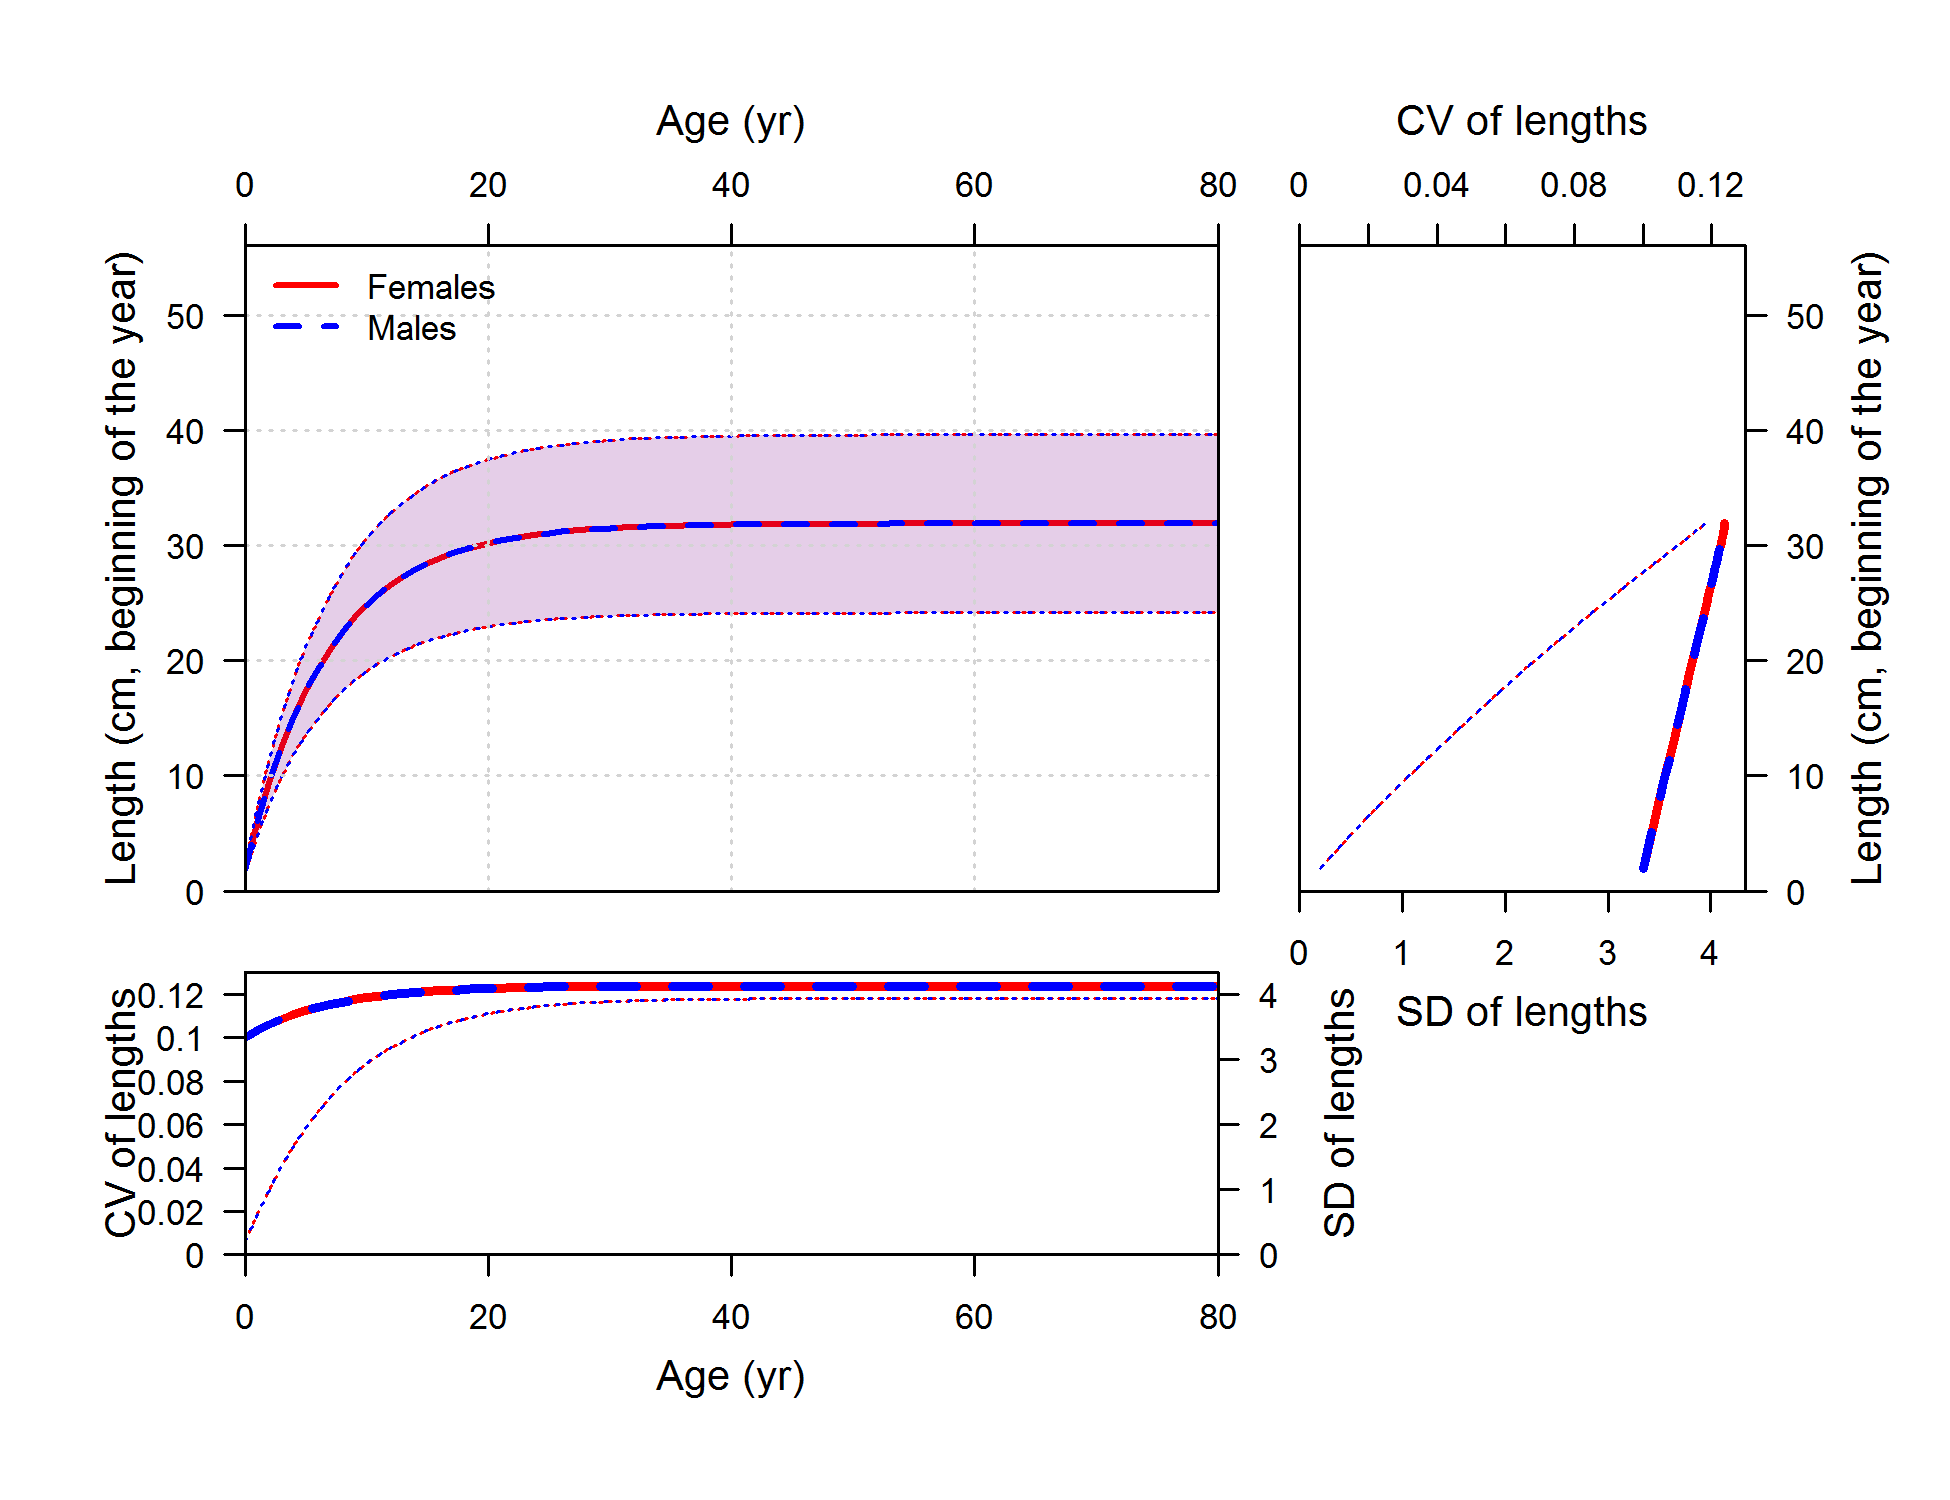 Age (yr)
CV of lengths
0 20 40 60 80
0 0.04 0.08 0.12
Females
Males
Length (cm, beginning of the year)
50
40
30
20
10
0
50
40
30
20
10
0
Length (cm, beginning of the year)
0 1 2 3 4
SD of lengths
CV of lengths
0.12
0.1
0.08
0.06
0.04
0.02
0
4
3
2
1
0
SD of lengths
0 20 40 60 80
Age (yr)